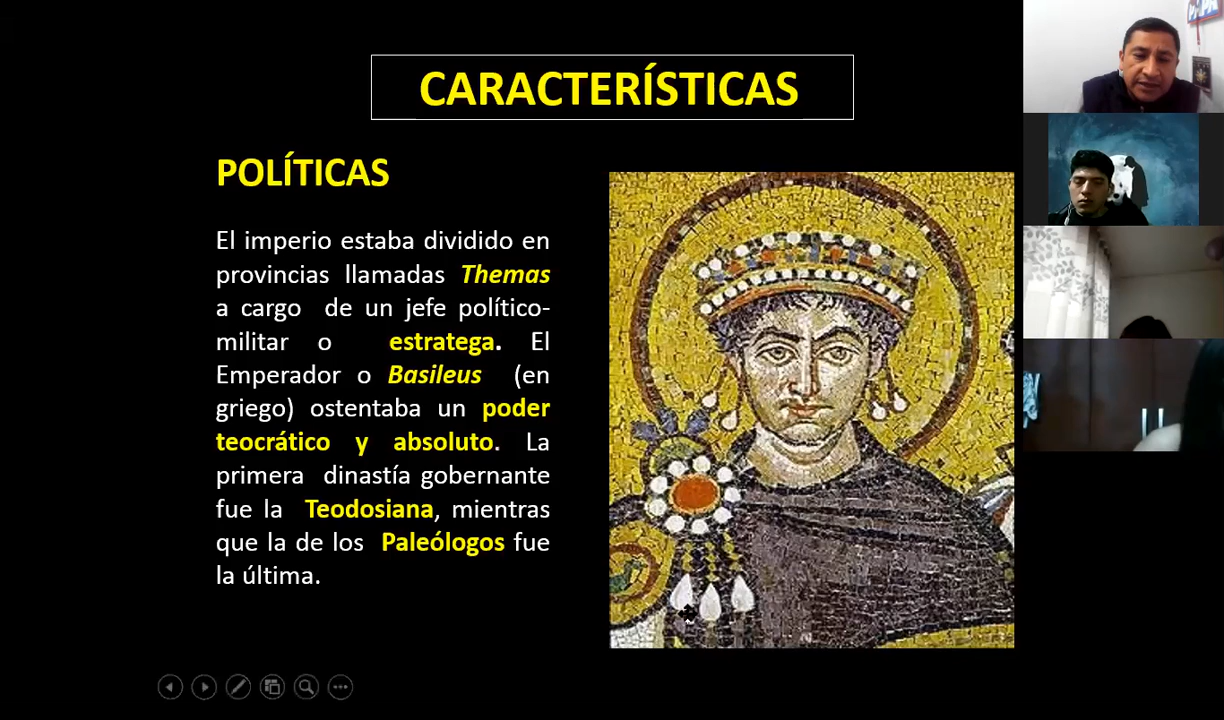 CARACTERÍSTICAS
POLÍTICAS
El imperio estaba dividido en
provincias llamadas Themas
a cargo de un jefe político-
militar o estratega. El
Emperador o Basileus (en
griego) ostentaba un poder
teocrático y absoluto. La
primera dinastía gobernante
fue la Teodosiana, mientras
que la de los Paleólogos fue
la última.